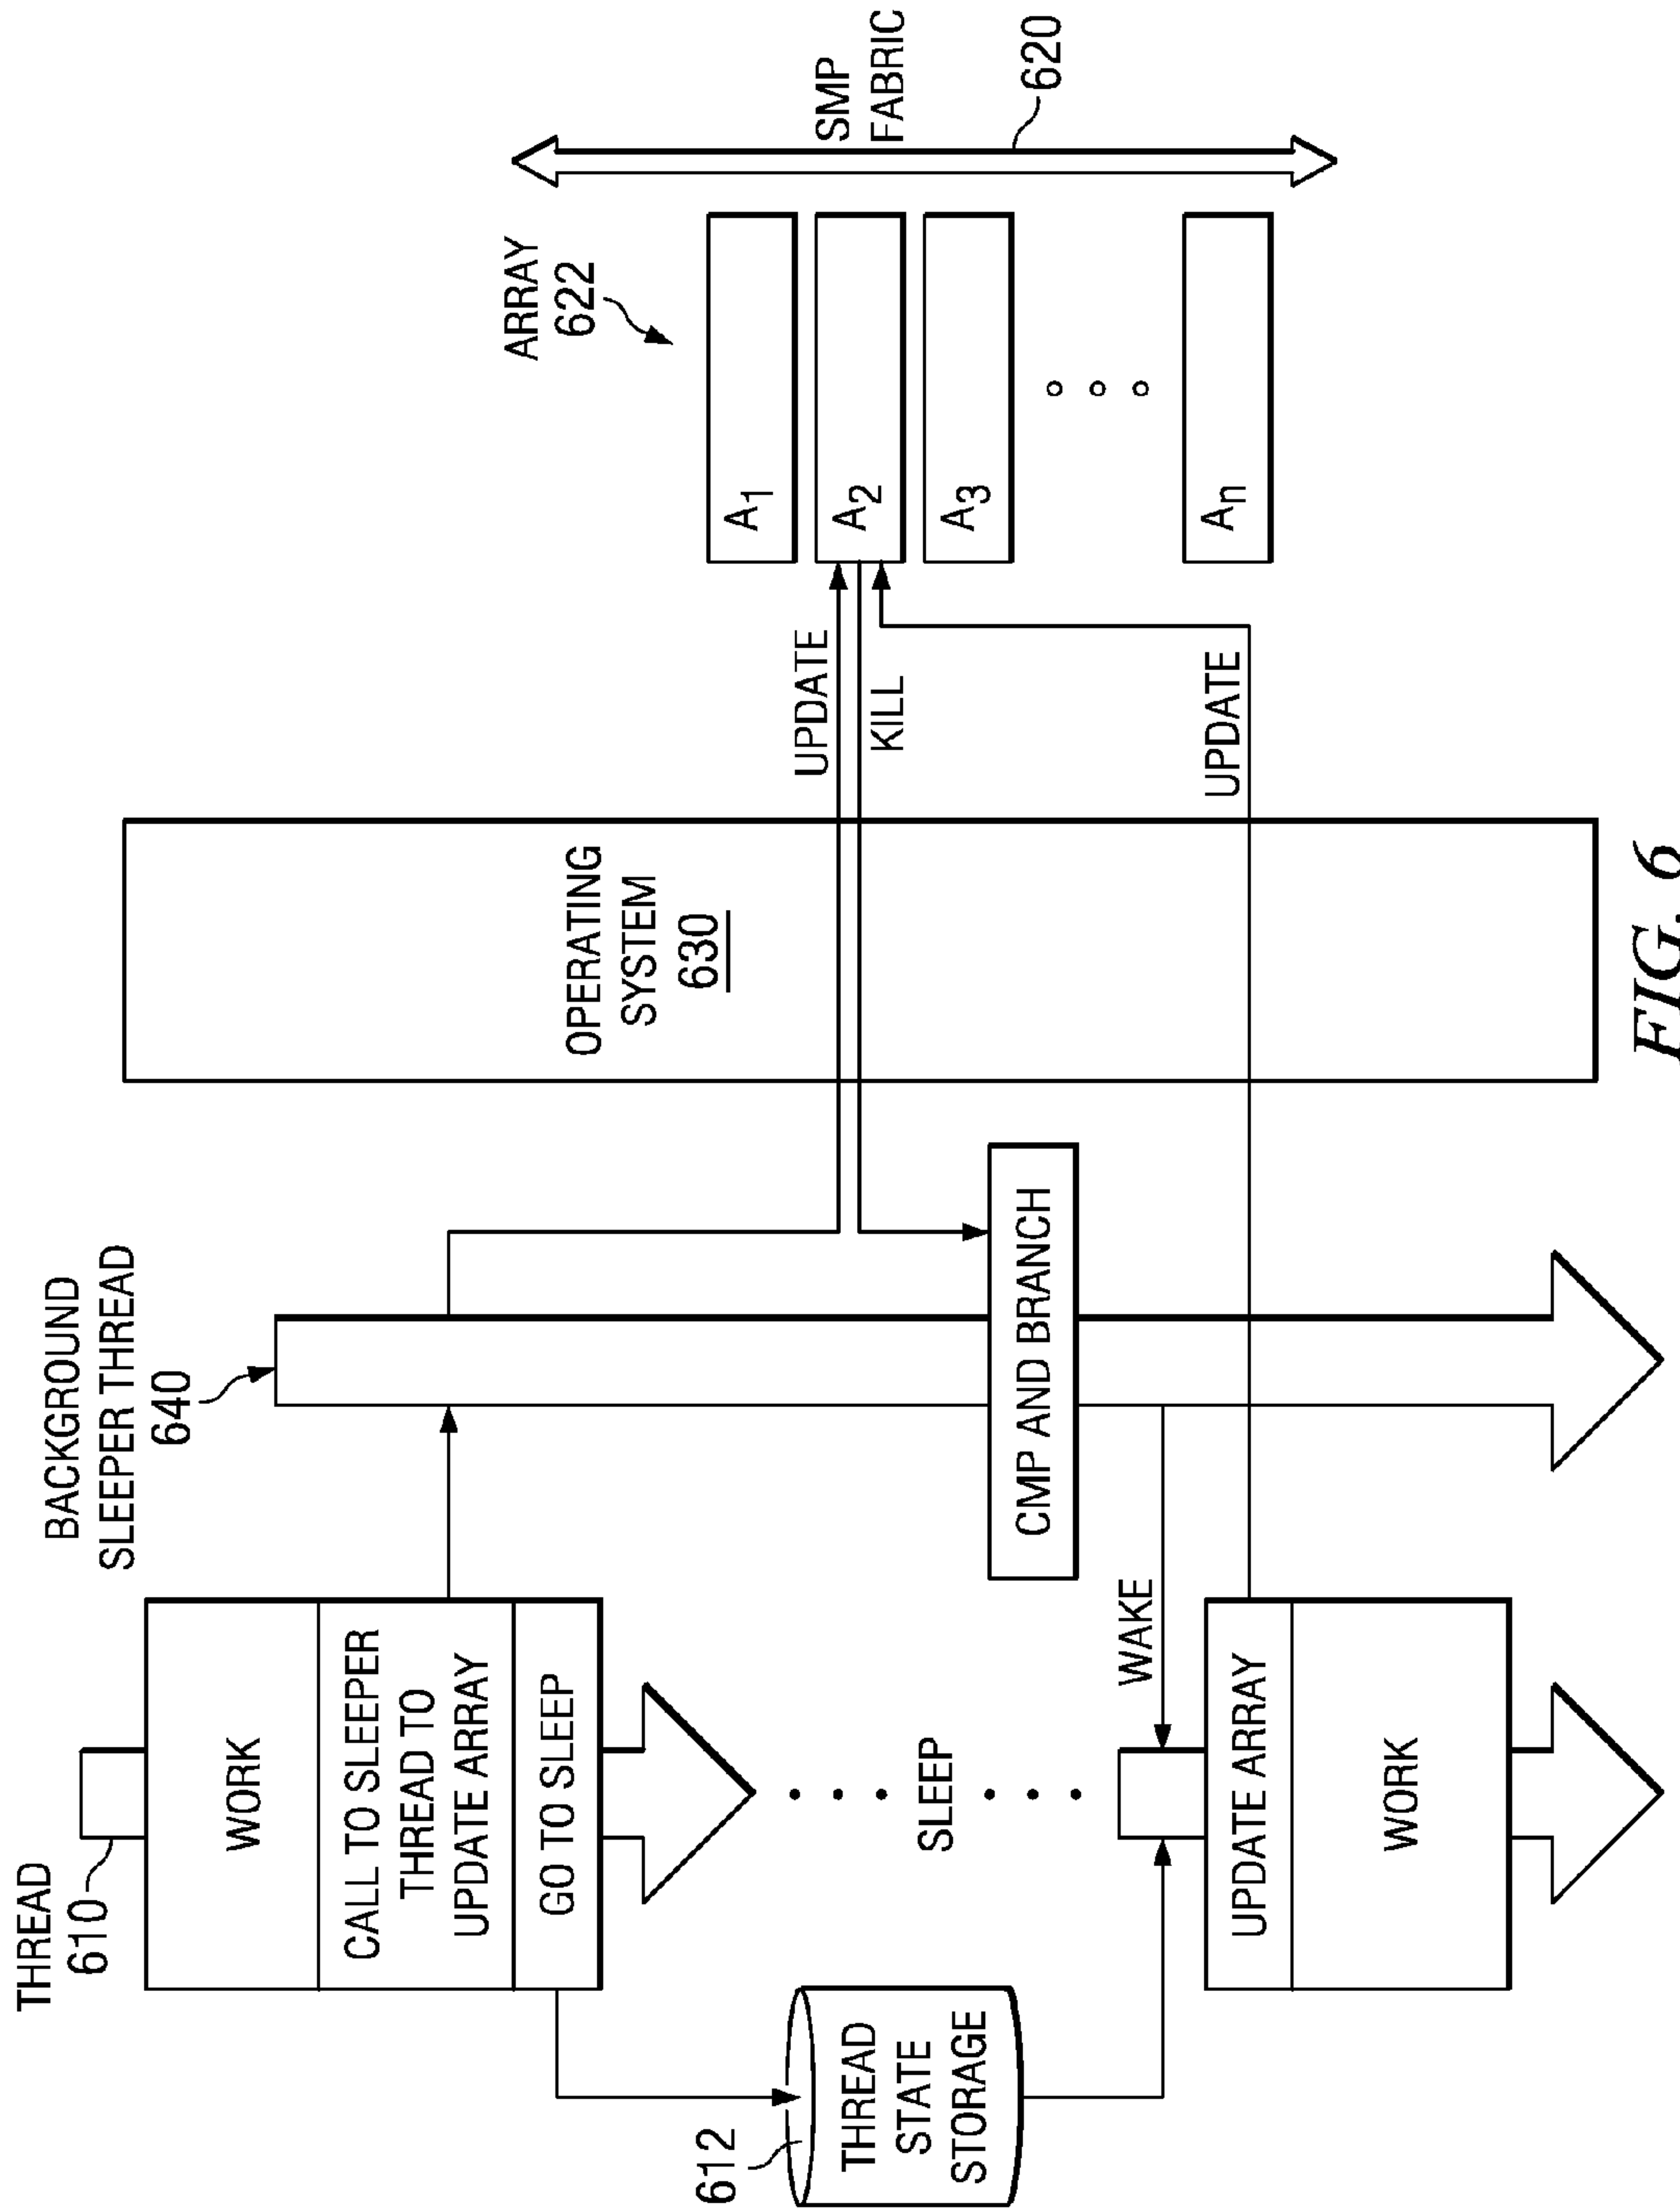 THREAD
610
WORK
CALL TO SLEEPER
THREAD TO
UPDATE ARRAY
GO TO SLEEP
612
THREAD
STATE
STORAGE
SLEEP
WAKE
UPDATE ARRAY
WORK
BACKGROUND
SLEEPER THREAD
640
CMP AND BRANCH
OPERATING
SYSTEM
630
UPDATE
KILL
UPDATE
ARRAY
622
A1
A2
A3
An
SMP
FABRIC
620
FIG. 6